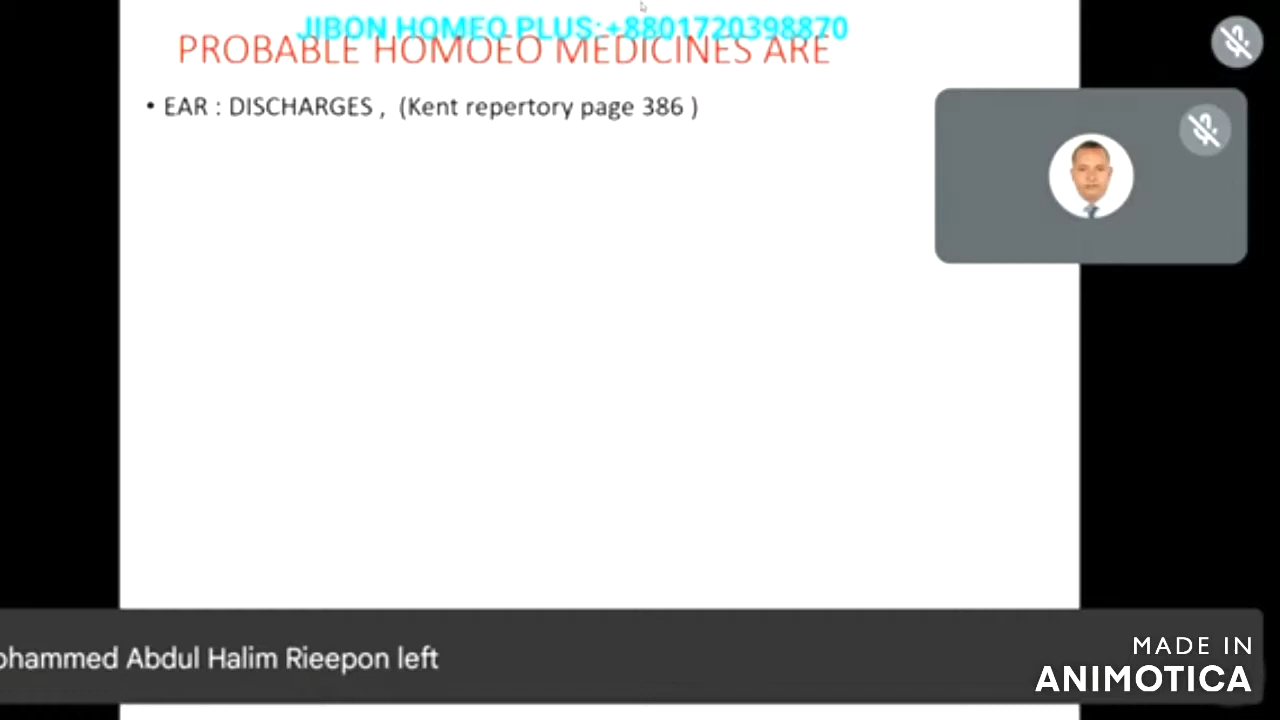 JIBON HOMEO PLUS:+8801720398870
PROBABLE HOMOEO MEDICINES ARE
• EAR : DISCHARGES , (Kent repertory page 386 )
ohammed Abdul Halim Rieepon left
MADE IN
ANIMOTICA